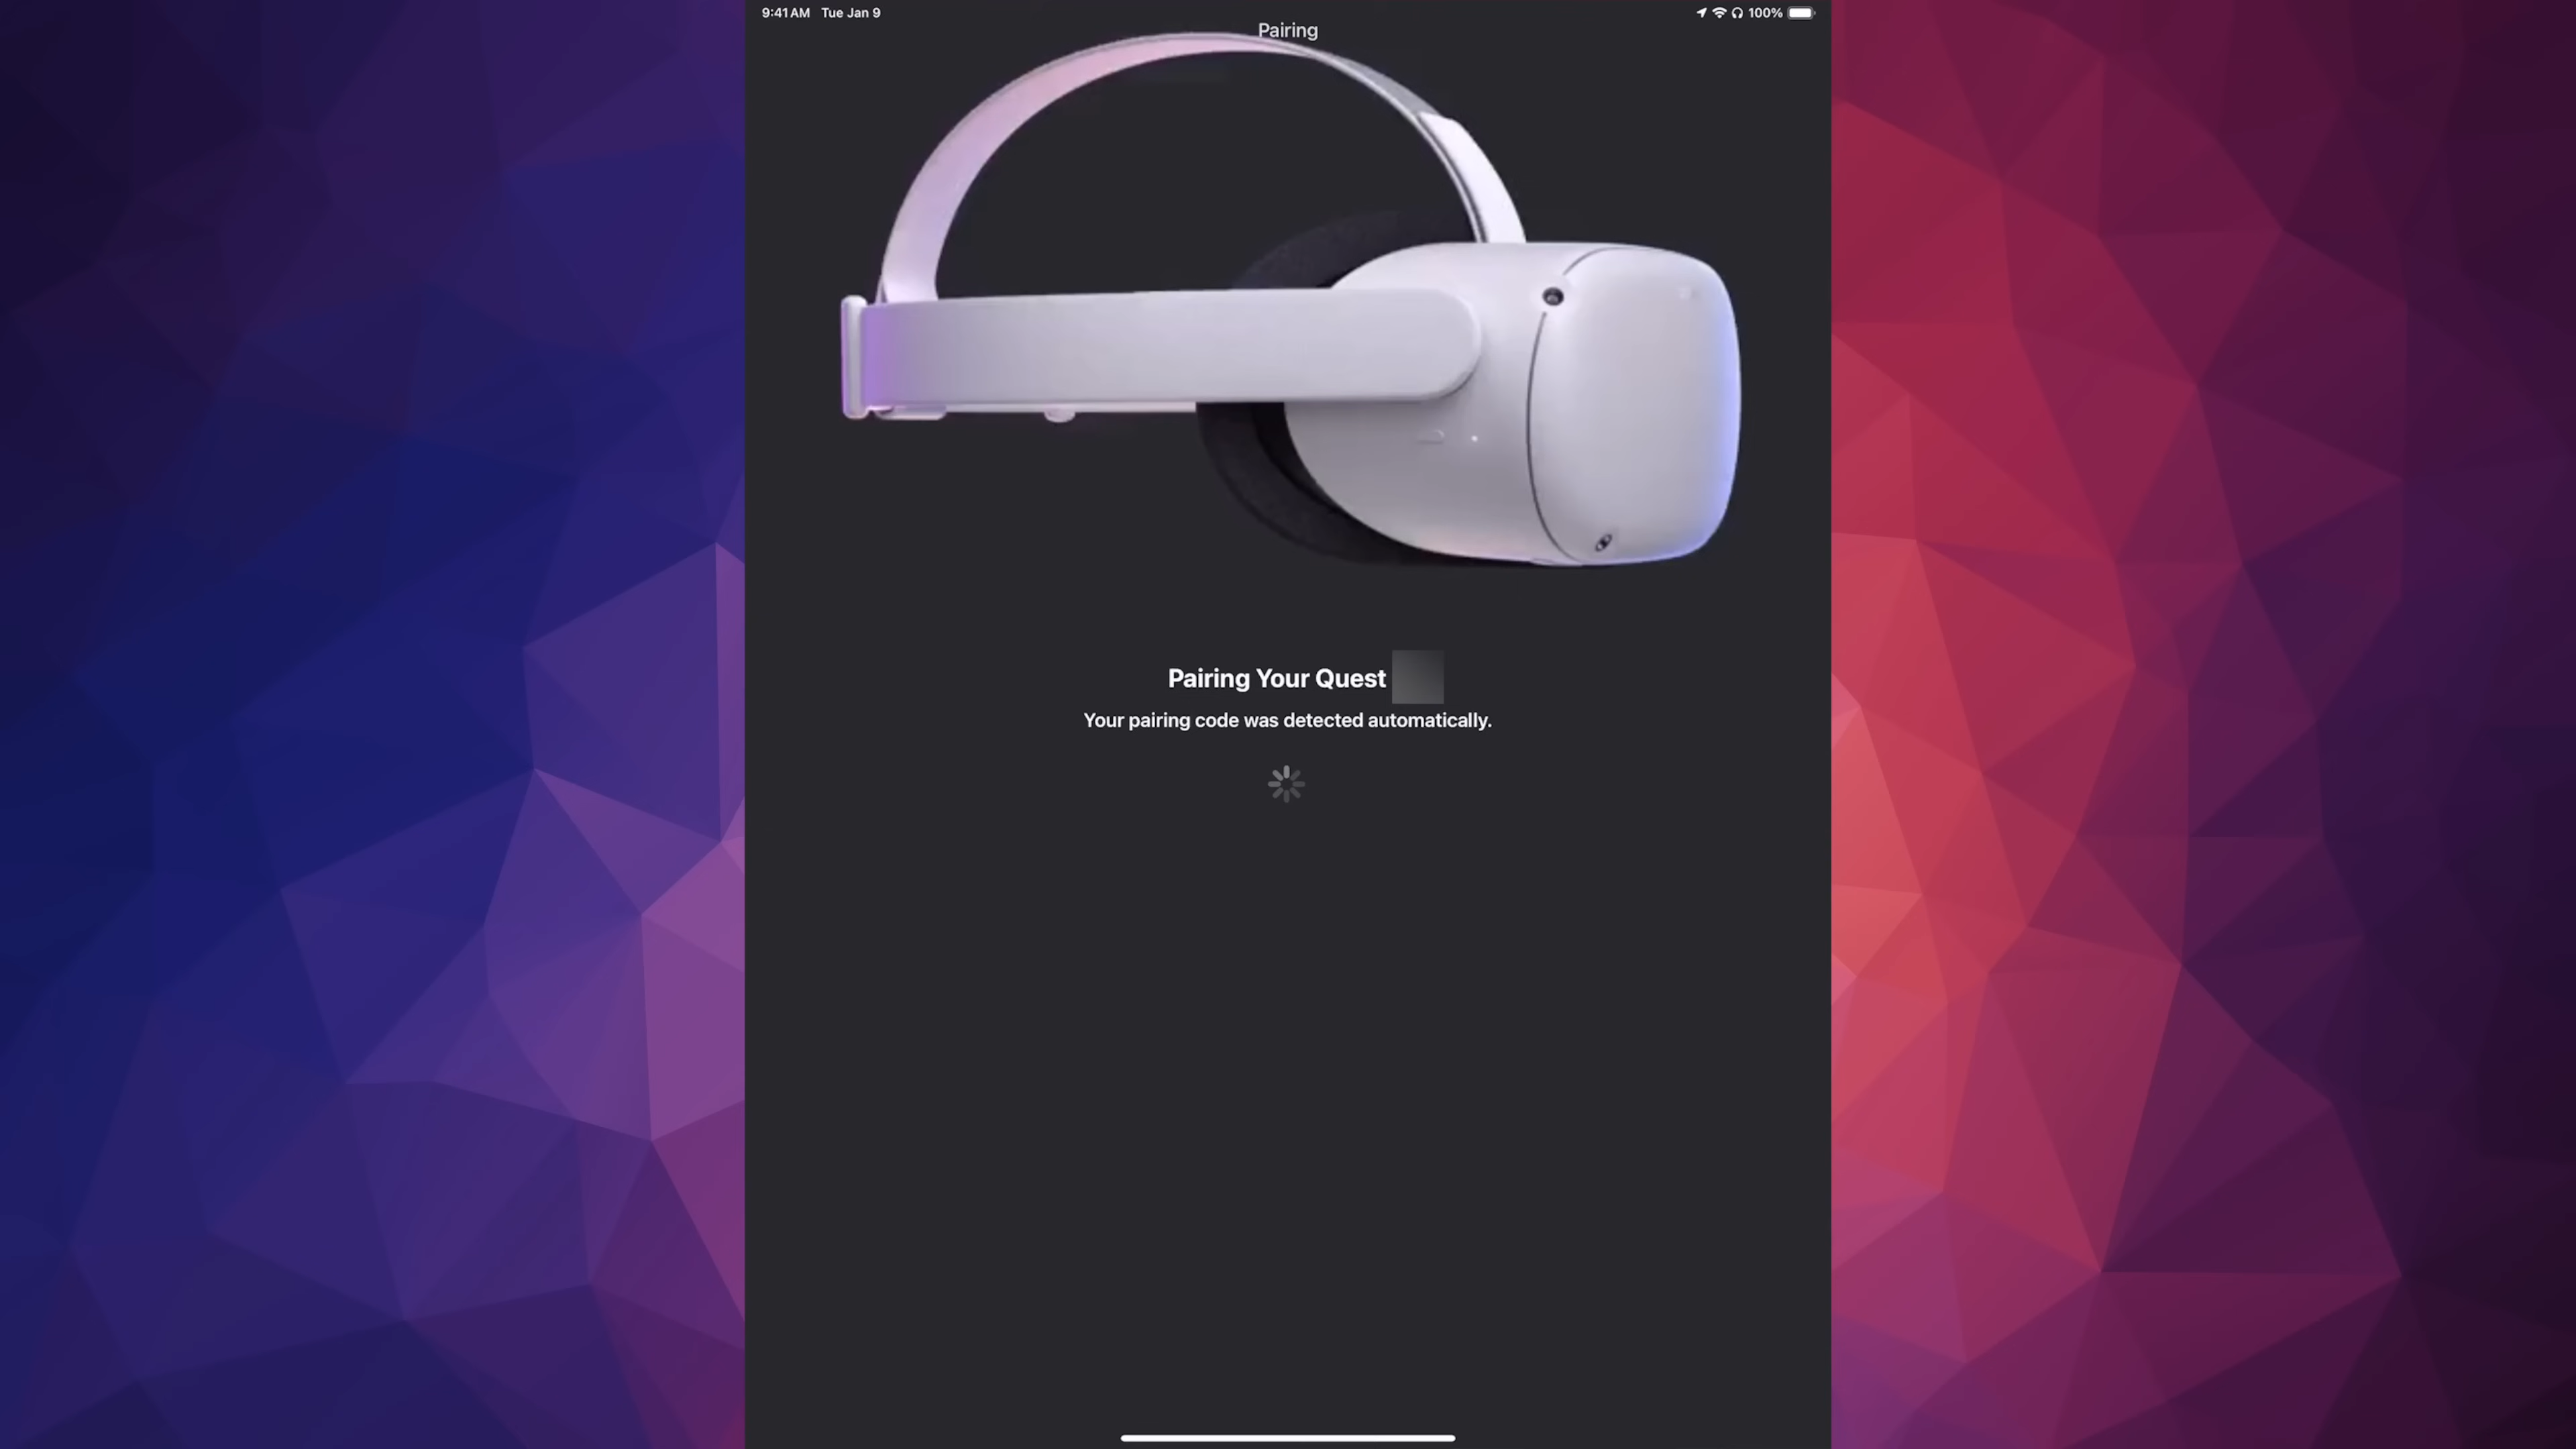 9:41 AM Tue Jan 9
100%
Pairing
Pairing Your Quest
Your pairing code was detected automatically.